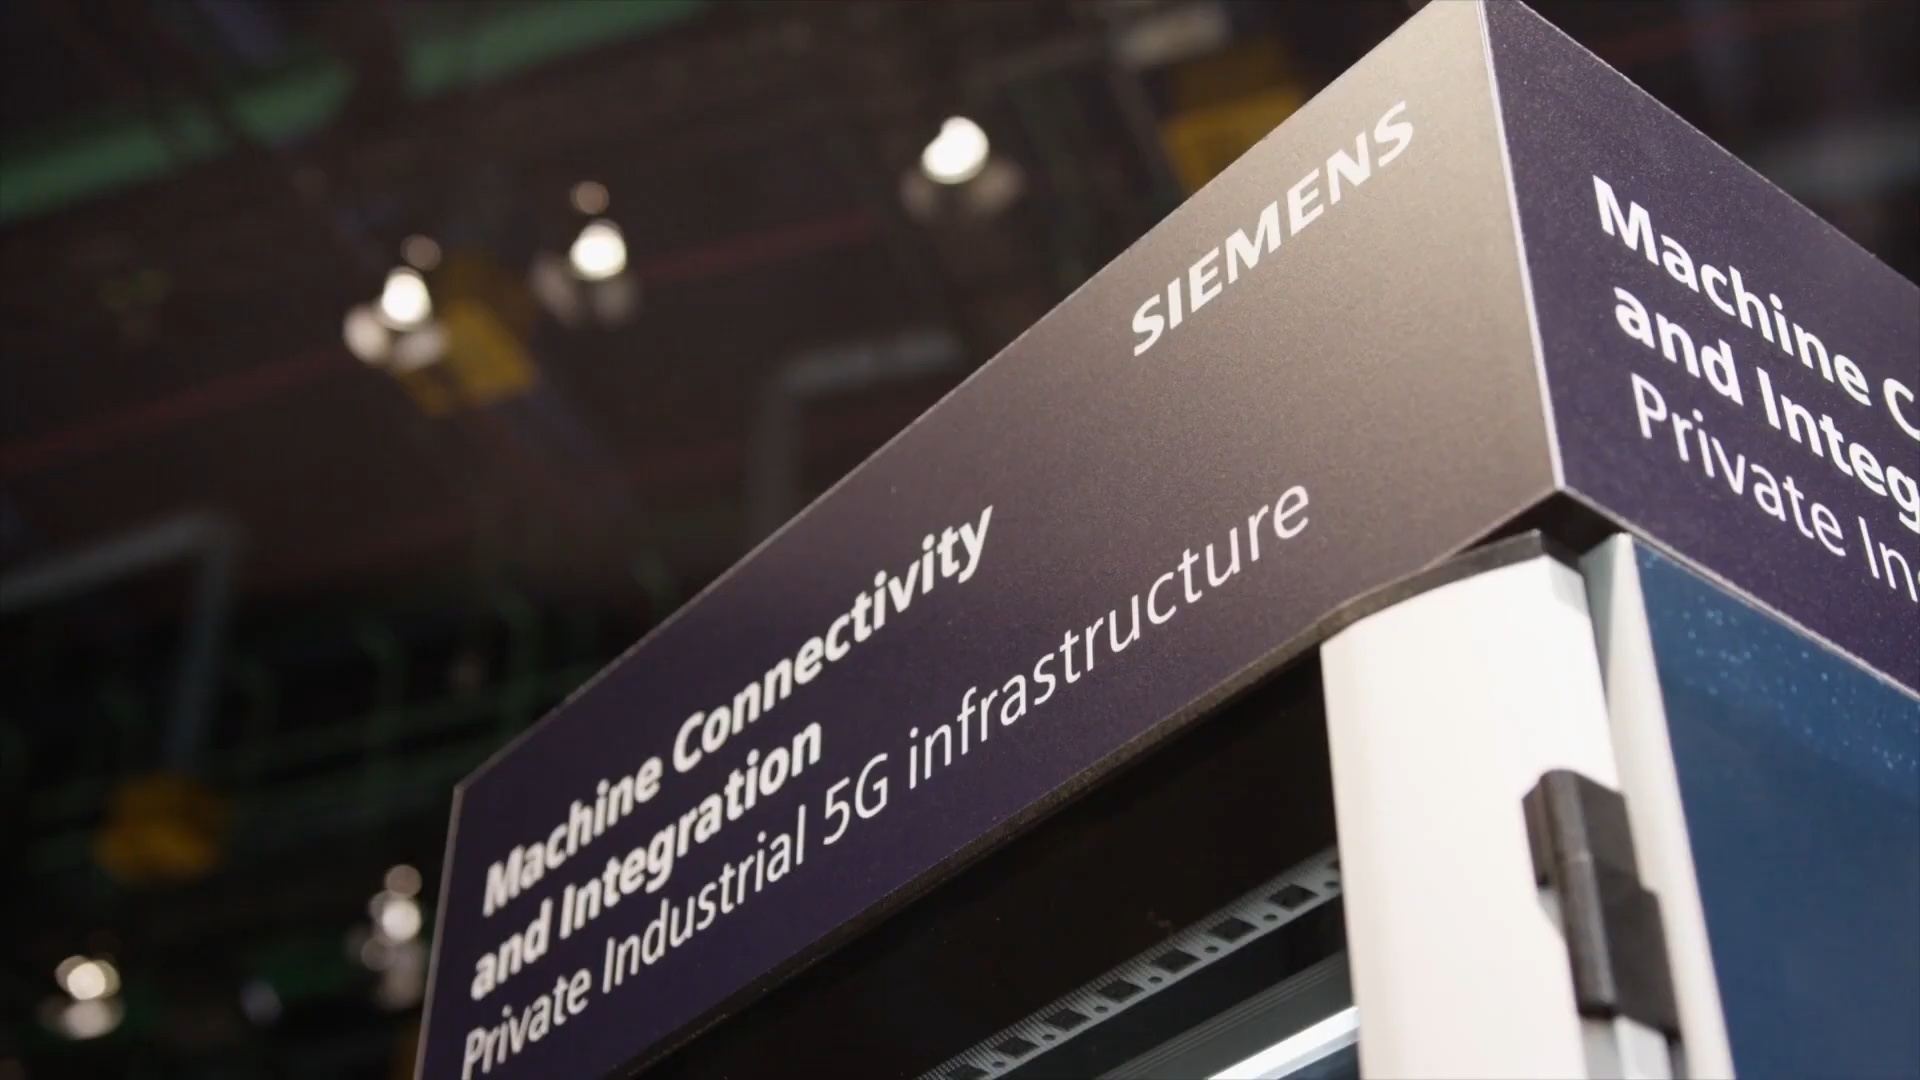 SIEMENS
Machine Connectivity
and Integration
Private Industrial 5G infrastructure
Machine C
and Integ
Private In